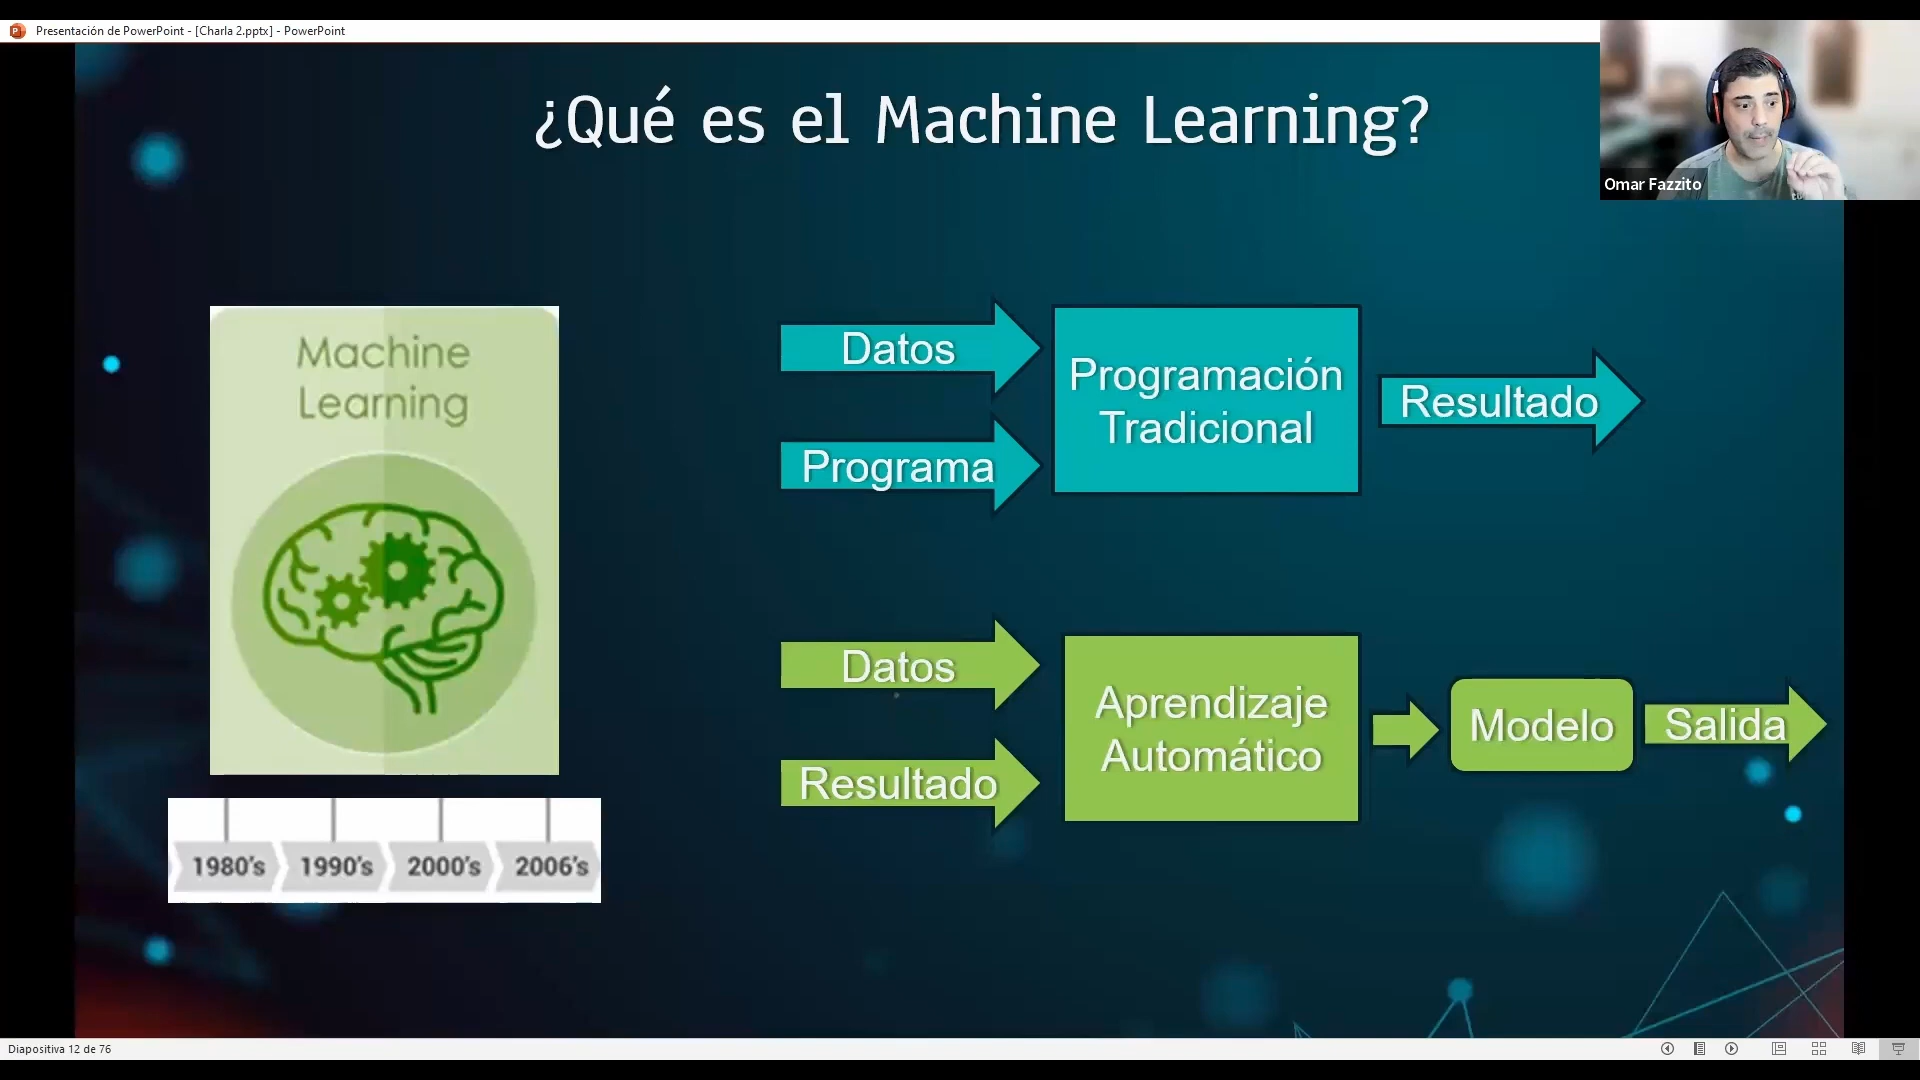 Presentación de PowerPoint - [Charla 2.pptx] - PowerPoint
¿Qué es el Machine Learning?
Omar Fazzito
Machine
Learning
1980's 1990's 2000's 2006's
Datos
Programa
Programación
Tradicional
Resultado
Datos
Resultado
Aprendizaje
Automático
Modelo
Salida
Diapositiva 12 de 76